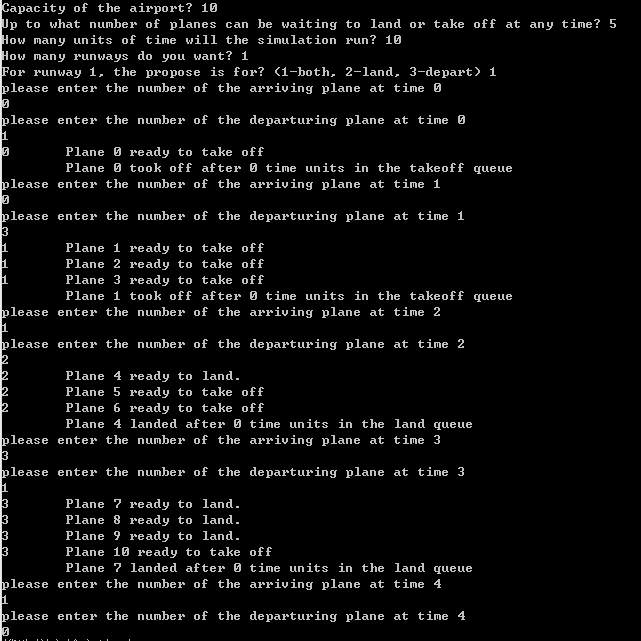 Capacity of the airport? 10
Up to what number of planes can be waiting to land or take off at any time? 5
How many units of time will the simulation run? 10
How many runways do you want? 1
For runway 1, the propose is for? (1-both, 2-land, 3-depart) 1
please enter the number of the arriving plane at time 0
0
please enter the number of the departuring plane at time 0
1
0 Plane 0 ready to take off
Plane 0 took off after 0 time units in the takeoff queue
please enter the number of the arriving plane at time 1
0
please enter the number of the departuring plane at time 1
3
1 Plane 1 ready to take off
1 Plane 2 ready to take off
1 Plane 3 ready to take off
Plane 1 took off after 0 time units in the takeoff queue
please enter the number of the arriving plane at time 2
1
please enter the number of the departuring plane at time 2
2
2 Plane 4 ready to land.
2 Plane 5 ready to take off
2 Plane 6 ready to take off
Plane 4 landed after 0 time units in the land queue
please enter the number of the arriving plane at time 3
3
please enter the number of the departuring plane at time 3
1
3 Plane 7 ready to land.
3 Plane 8 ready to land.
3 Plane 9 ready to land.
3 Plane 10 ready to take off
Plane 7 landed after 0 time units in the land queue
please enter the number of the arriving plane at time 4
1
please enter the number of the departuring plane at time 4
0